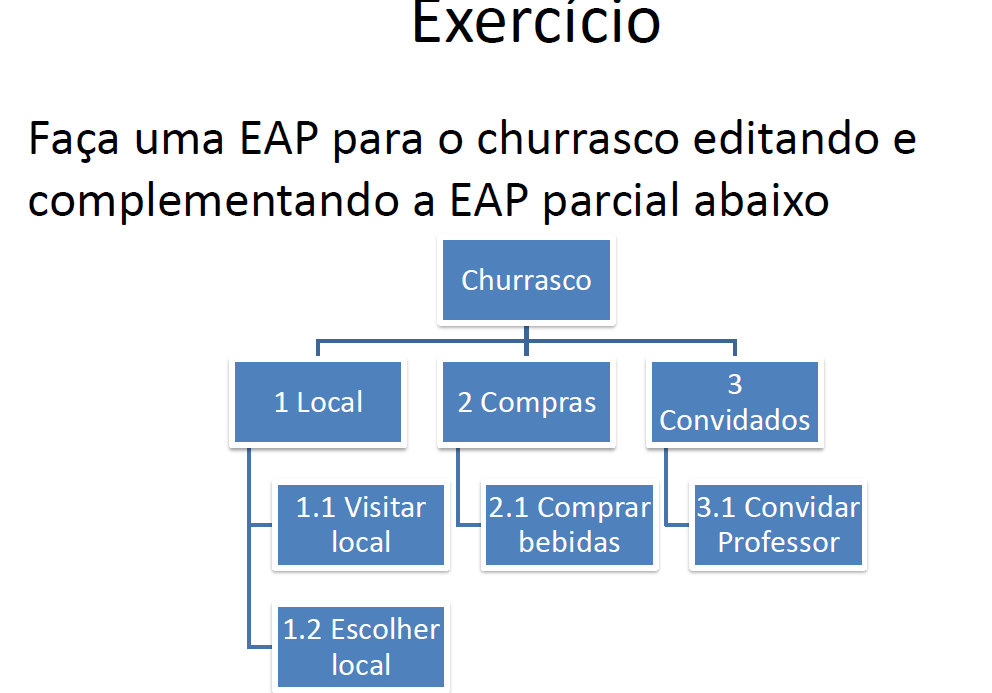 Exercício
Faça uma EAP para o churrasco editando e
complementando a EAP parcial abaixo
Churrasco
1 Local
2 Compras
3
Convidados
1.1 Visitar
local
2.1 Comprar
bebidas
3.1 Convidar
Professor
1.2 Escolher
local